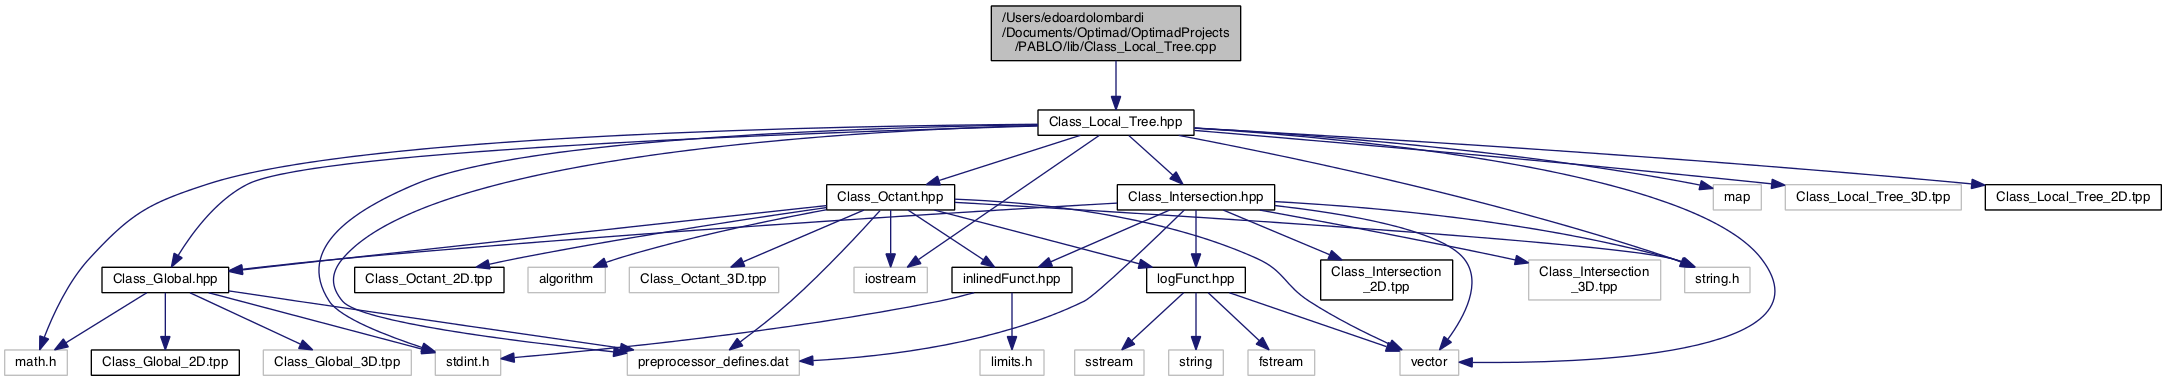 /Users/edoardolombardi
/Documents/Optimad/OptimadProjects
/PABLO/lib/Class_Local_Tree.cpp
Class_Local_Tree.hpp
Class_Octant.hpp
Class_Intersection.hpp
map
Class_Local_Tree_3D.tpp
Class_Local_Tree_2D.tpp
Class_Global.hpp
Class_Octant_2D.tpp
algorithm
Class_Octant_3D.tpp
iostream
inlinedFunct.hpp
logFunct.hpp
Class_Intersection
_2D.tpp
Class_Intersection
_3D.tpp
string.h
math.h
Class_Global_2D.tpp
Class_Global_3D.tpp
stdint.h
preprocessor_defines.dat
limits.h
sstream
string
fstream
vector